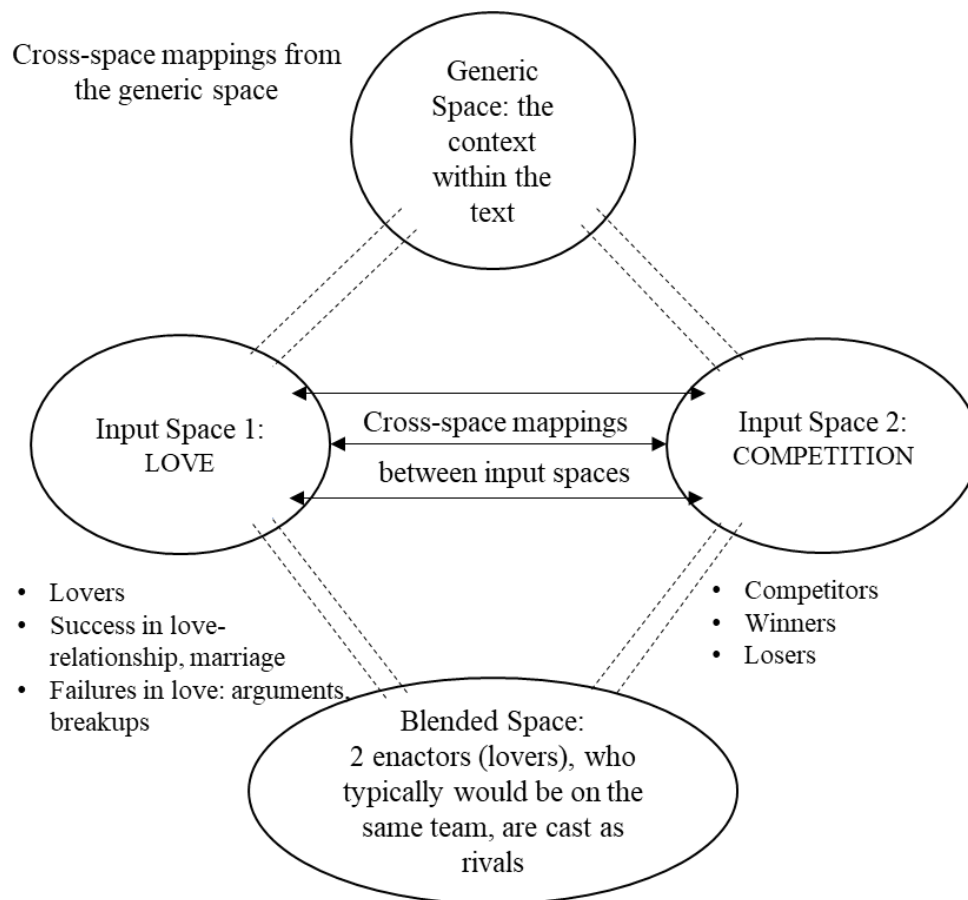 Cross-space mappings from
the generic space
Generic
Space: the
context
within the
text
Input Space 1:
LOVE
Cross-space mappings
between input spaces
Input Space 2:
COMPETITION
• Lovers
• Success in love-
relationship, marriage
• Failures in love: arguments,
breakups
• Competitors
• Winners
• Losers
Blended Space:
2 enactors (lovers), who
typically would be on the
same team, are cast as
rivals